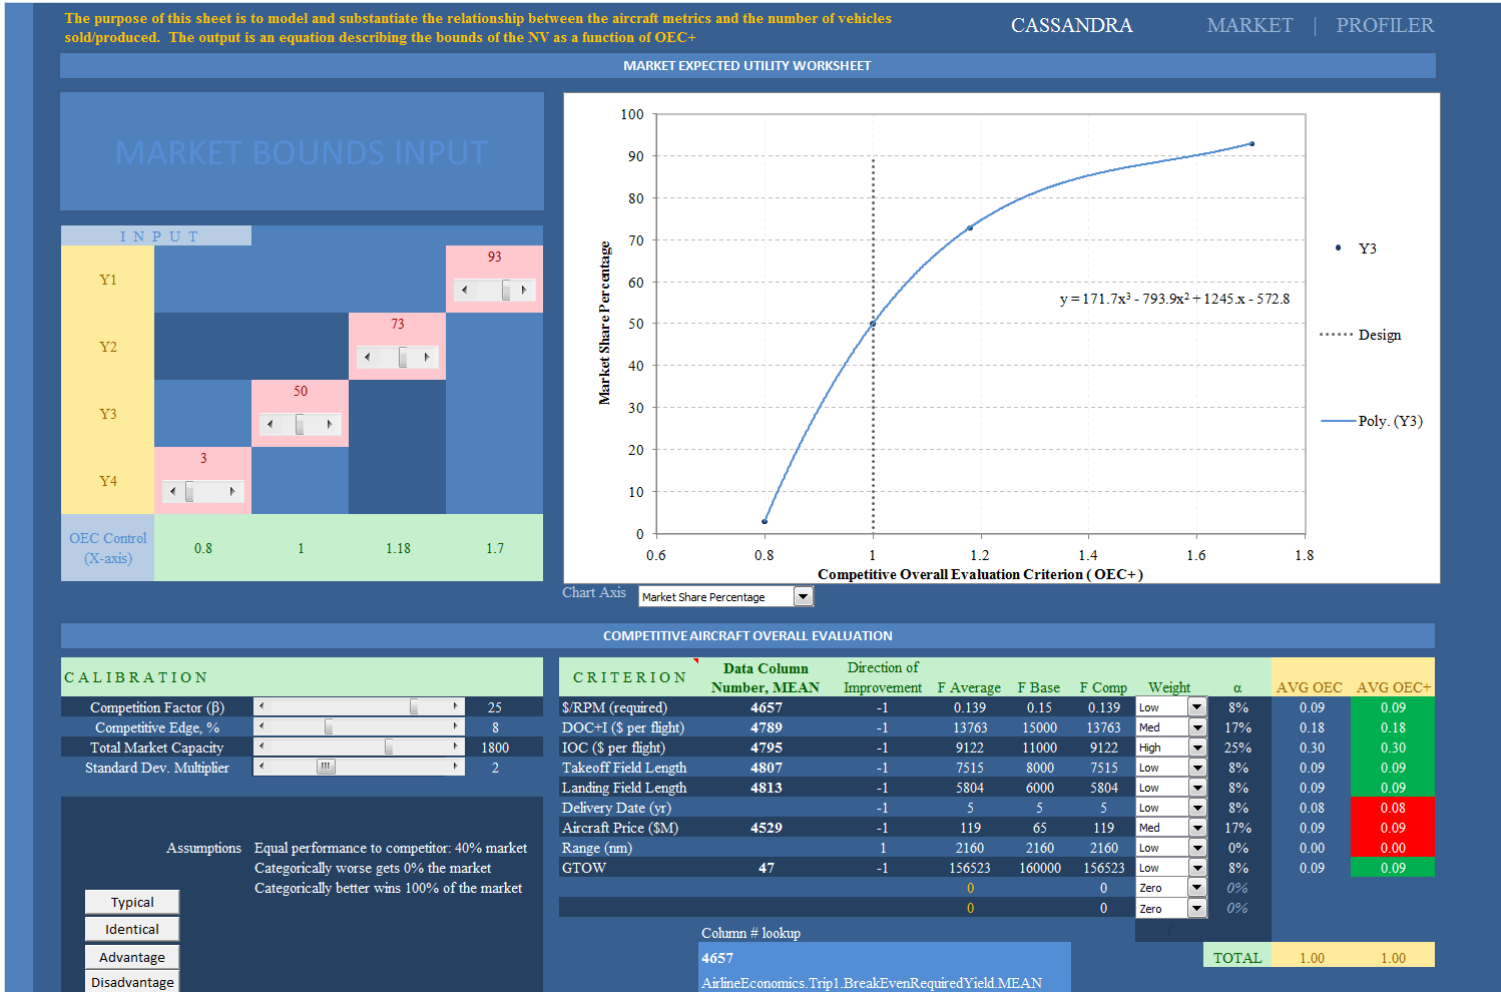 The purpose of this sheet is to model and substantiate the relationship between the aircraft metrics and the number of vehicles
sold/produced.  The output is an equation describing the bounds of the NV as a function of OEC+
CASSANDRA MARKET | PROFILER
MARKET EXPECTED UTILITY WORKSHEET
MARKET BOUNDS INPUT
INPUT
Y1 93
Y2 73
Y3 50
Y4 3
OEC Control
(X-axis)
0.8 1 1.18 1.7
Market Share Percentage
100
90
80
70
60
50
40
30
20
10
0
0.6 0.8 1 1.2 1.4 1.6 1.8
Competitive Overall Evaluation Criterion ( OEC+)
y = 171.7x³ - 793.9x² + 1245.x - 572.8
Y3
Design
Poly. (Y3)
Chart Axis Market Share Percentage
COMPETITIVE AIRCRAFT OVERALL EVALUATION
CALIBRATION
Competition Factor (β) 25
Competitive Edge, % 8
Total Market Capacity 1800
Standard Dev. Multiplier 2
Assumptions Equal performance to competitor: 40% market
Categorically worse gets 0% the market
Categorically better wins 100% of the market
Typical
Identical
Advantage
Disadvantage
CRITERION Data Column Number, MEAN Direction of Improvement F Average F Base F Comp Weight α AVG OEC AVG OEC+
$/RPM (required) 4657 -1 0.139 0.15 0.139 Low 8% 0.09 0.09
DOC+I ($ per flight) 4789 -1 13763 15000 13763 Med 17% 0.18 0.18
IOC ($ per flight) 4795 -1 9122 11000 9122 High 25% 0.30 0.30
Takeoff Field Length 4807 -1 7515 8000 7515 Low 8% 0.09 0.09
Landing Field Length 4813 -1 5804 6000 5804 Low 8% 0.09 0.09
Delivery Date (yr) -1 5 5 5 Low 8% 0.08 0.08
Aircraft Price ($M) 4529 -1 119 65 119 Med 17% 0.09 0.09
Range (nm) 1 2160 2160 2160 Low 0% 0.00 0.00
GTOW 47 -1 156523 160000 156523 Low 8% 0.09 0.09
0 0 Zero 0%
0 0 Zero 0%
/
Column # lookup
4657
AirlineEconomics.Trip1.BreakEvenRequiredYield.MEAN
TOTAL 1.00 1.00